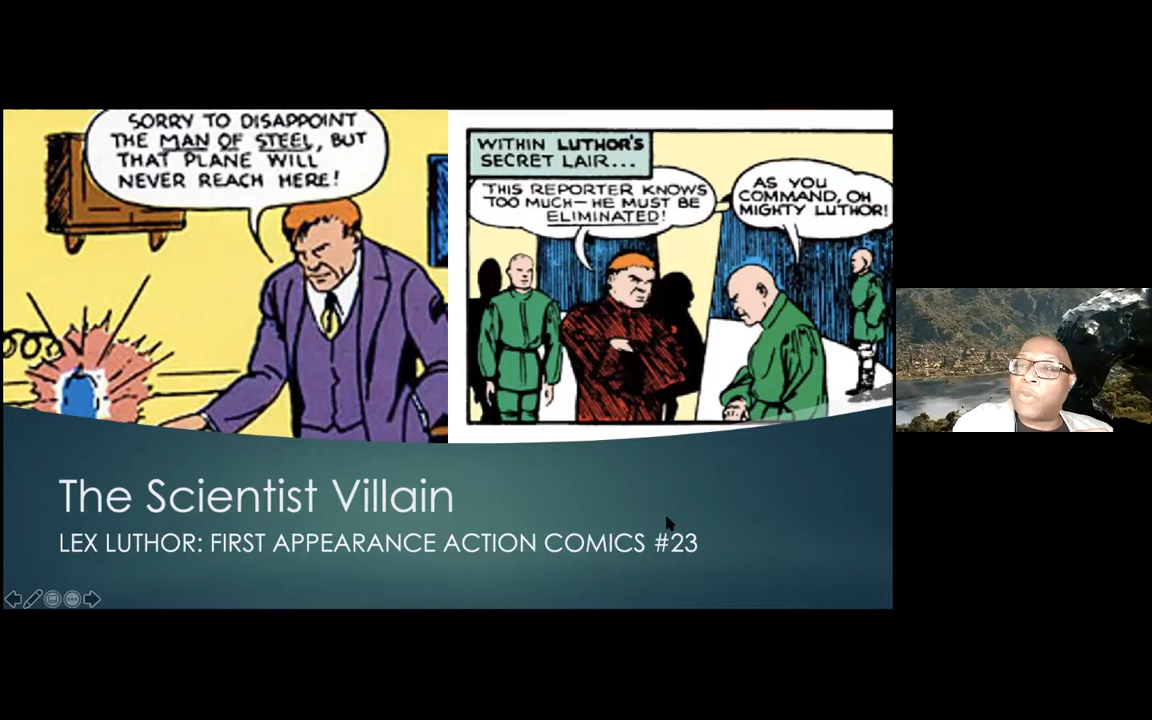 SORRY TO DISAPPOINT
THE MAN OF STEEL, BUT
THAT PLANE WILL
NEVER REACH HERE!
WITHIN LUTHOR'S
SECRET LAIR...
THIS REPORTER KNOWS
TOO MUCH—HE MUST BE
ELIMINATED!
AS YOU
COMMAND, OH
MIGHTY LUTHOR!
The Scientist Villain
LEX LUTHOR: FIRST APPEARANCE ACTION COMICS #23